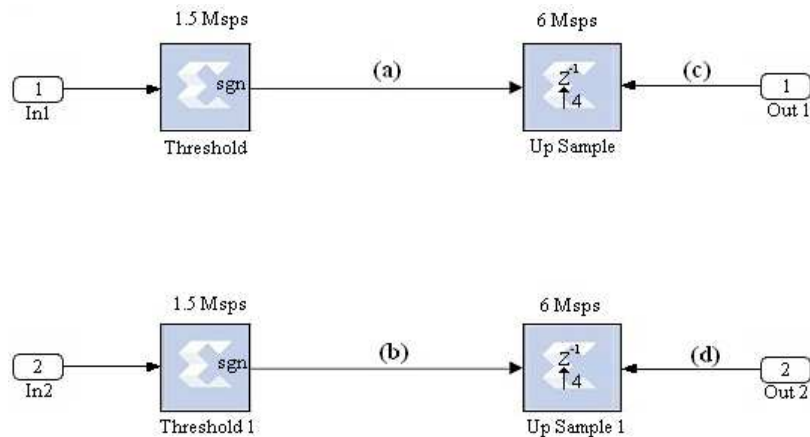 1.5 Msps
6 Msps
1
In1
sgn
Threshold
(a)
Z-1
4
Up Sample
(c)
1
Out 1
1.5 Msps
6 Msps
2
In2
sgn
Threshold 1
(b)
Z-1
4
Up Sample 1
(d)
2
Out 2